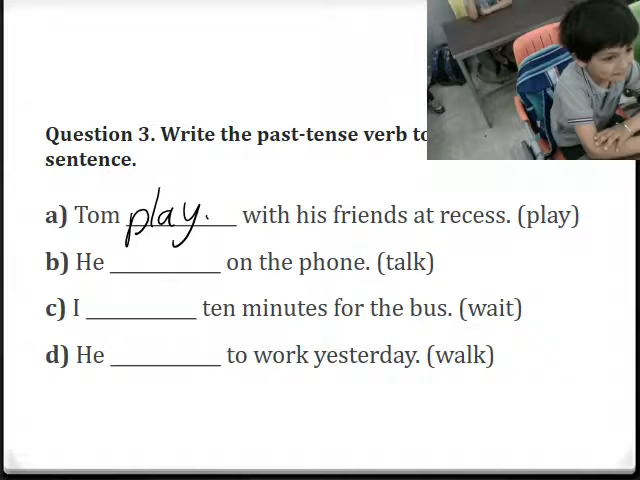 Question 3. Write the past-tense verb to
sentence.
a) Tom play. with his friends at recess. (play)
b) He __________ on the phone. (talk)
c) I __________ ten minutes for the bus. (wait)
d) He __________ to work yesterday. (walk)